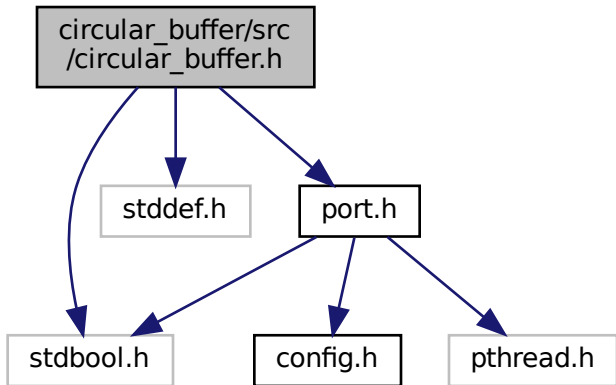 circular_buffer/src
/circular_buffer.h
stddef.h
port.h
stdbool.h
config.h
pthread.h